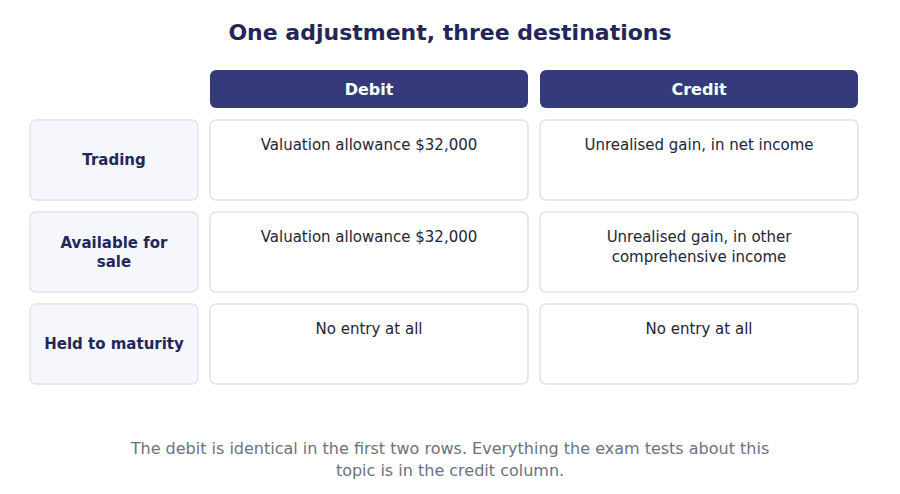 One adjustment, three destinations
Debit
Credit
Trading
Valuation allowance $32,000
Unrealised gain, in net income
Available for
sale
Valuation allowance $32,000
Unrealised gain, in other
comprehensive income
Held to maturity
No entry at all
No entry at all
The debit is identical in the first two rows. Everything the exam tests about this
topic is in the credit column.